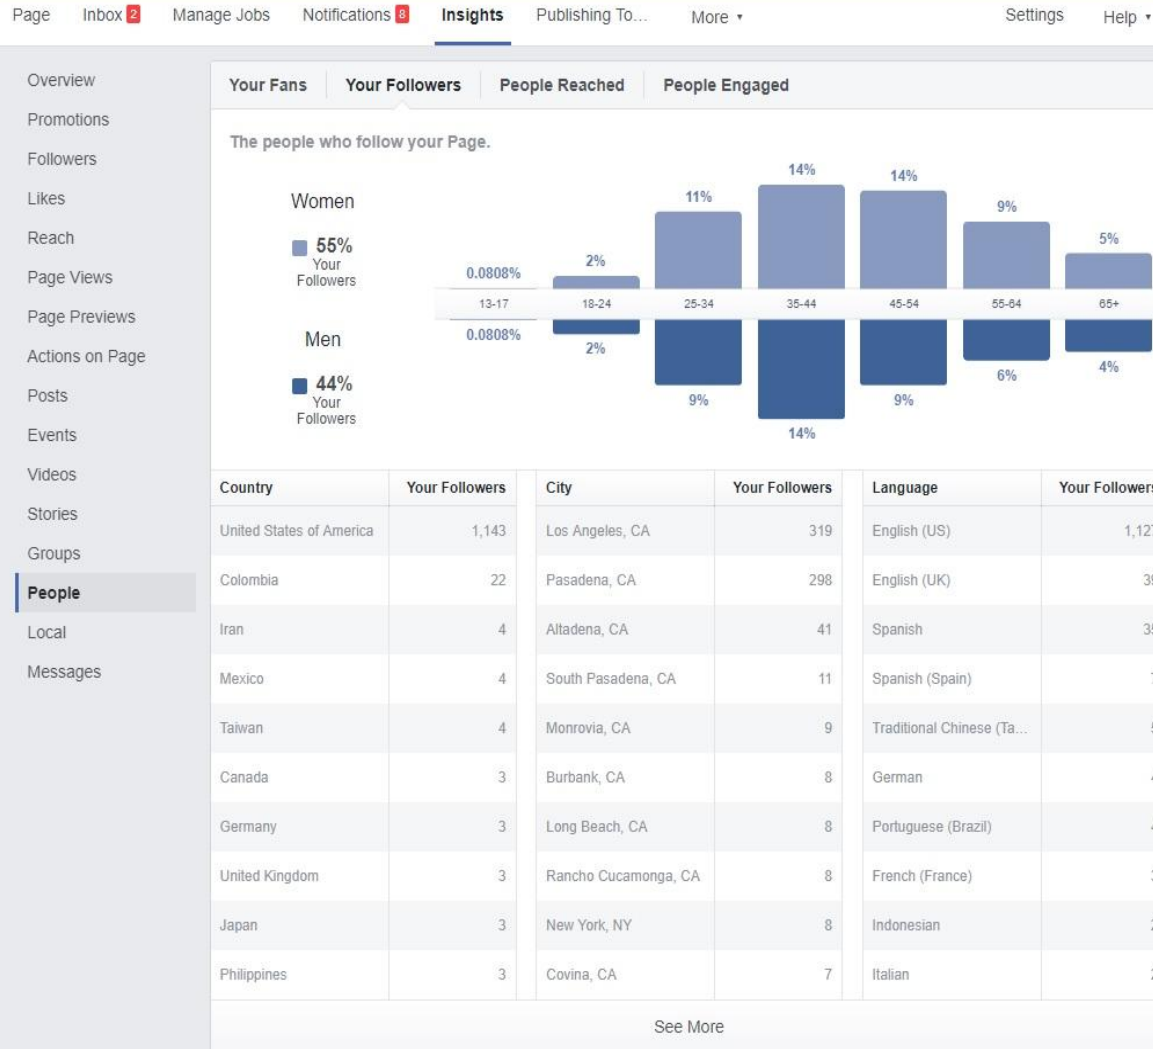 Page Inbox 2 Manage Jobs Notifications 8 Insights Publishing To... More Settings Help
Overview
Promotions
Followers
Likes
Reach
Page Views
Page Previews
Actions on Page
Posts
Events
Videos
Stories
Groups
People
Local
Messages
Your Fans Your Followers People Reached People Engaged
The people who follow your Page.
Women
55%
Your
Followers
Men
44%
Your
Followers
0.0808% 2% 11% 14% 14% 9% 5%
13-17 18-24 25-34 35-44 45-54 55-64 65+
0.0808% 2% 9% 14% 9% 6% 4%
Country Your Followers City Your Followers Language Your Followers
United States of America 1,143 Los Angeles, CA 319 English (US) 1,127
Colombia 22 Pasadena, CA 298 English (UK) 39
Iran 4 Altadena, CA 41 Spanish 35
Mexico 4 South Pasadena, CA 11 Spanish (Spain)
Taiwan 4 Monrovia, CA 9 Traditional Chinese (Ta...
Canada 3 Burbank, CA 8 German
Germany 3 Long Beach, CA 8 Portuguese (Brazil)
United Kingdom 3 Rancho Cucamonga, CA 8 French (France)
Japan 3 New York, NY 8 Indonesian
Philippines 3 Covina, CA 7 Italian
See More